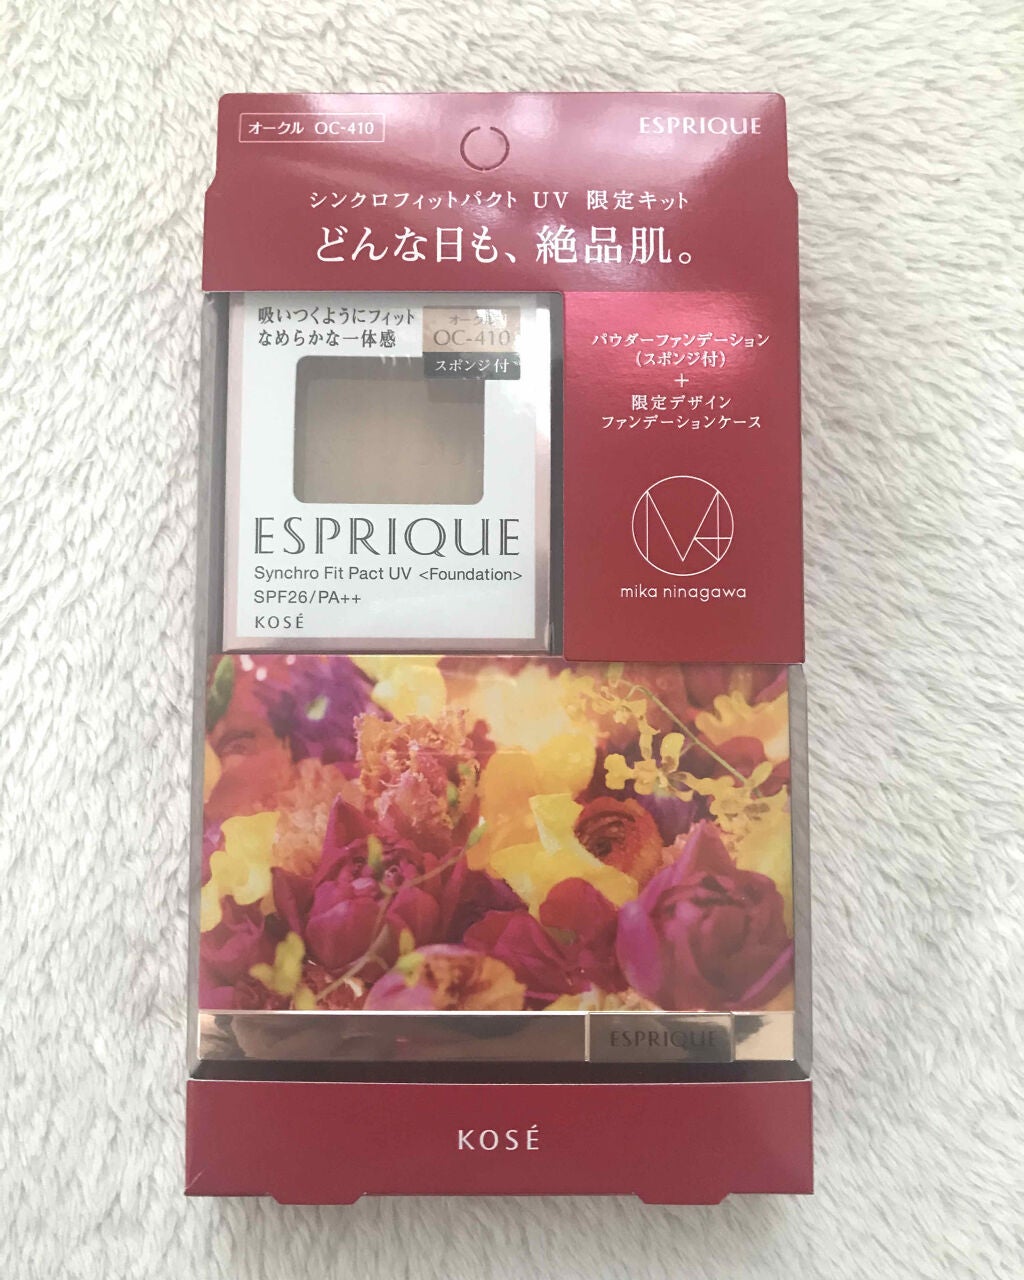 オークル OC-410
ESPRIQUE
シンクロフィットパクト UV 限定キット
どんな日も、絶品肌。
吸いつくようにフィット
なめらかな一体感
オークル
OC-410
スポンジ付
ESPRIQUE
Synchro Fit Pact UV <Foundation>
SPF26/PA++
KOSÉ
パウダーファンデーション
(スポンジ付)
+
限定デザイン
ファンデーションケース
M
mika ninagawa
ESPRIQUE
KOSÉ